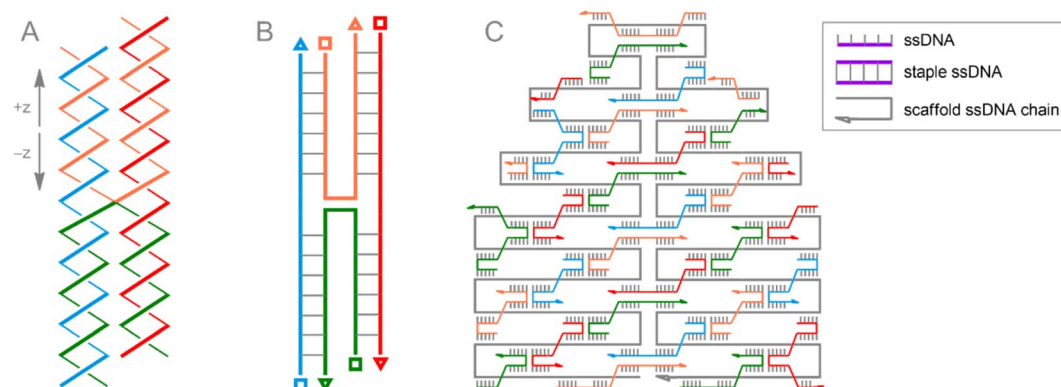 A
B
C
+z
−z
ssDNA
staple ssDNA
scaffold ssDNA chain